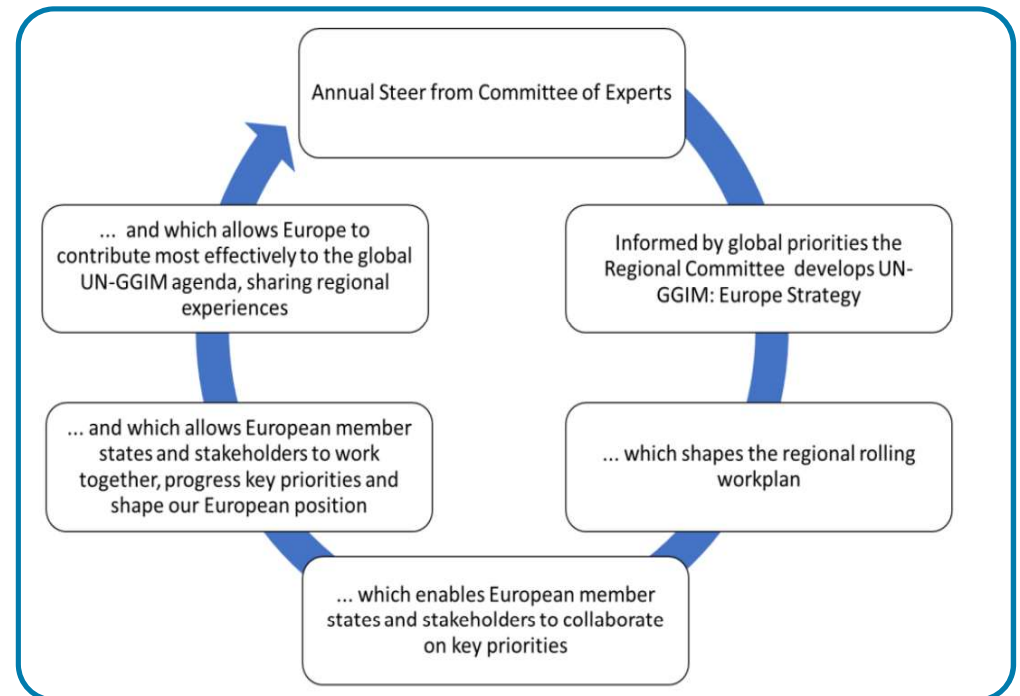 Annual Steer from Committee of Experts
Informed by global priorities the
Regional Committee develops UN-
GGIM: Europe Strategy
... which shapes the regional rolling
workplan
... which enables European member
states and stakeholders to collaborate
on key priorities
... and which allows European member
states and stakeholders to work
together, progress key priorities and
shape our European position
... and which allows Europe to
contribute most effectively to the global
UN-GGIM agenda, sharing regional
experiences